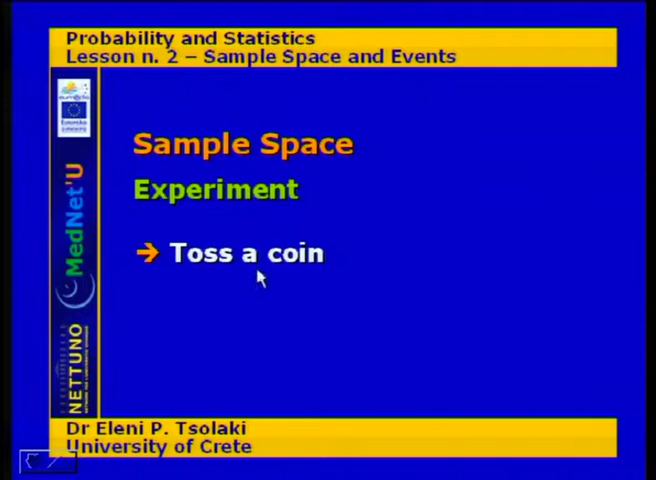 Probability and Statistics
Lesson n. 2 – Sample Space and Events
Sample Space
Experiment
➔ Toss a coin
MedNet'U
NETTUNO
Dr Eleni P. Tsolaki
University of Crete